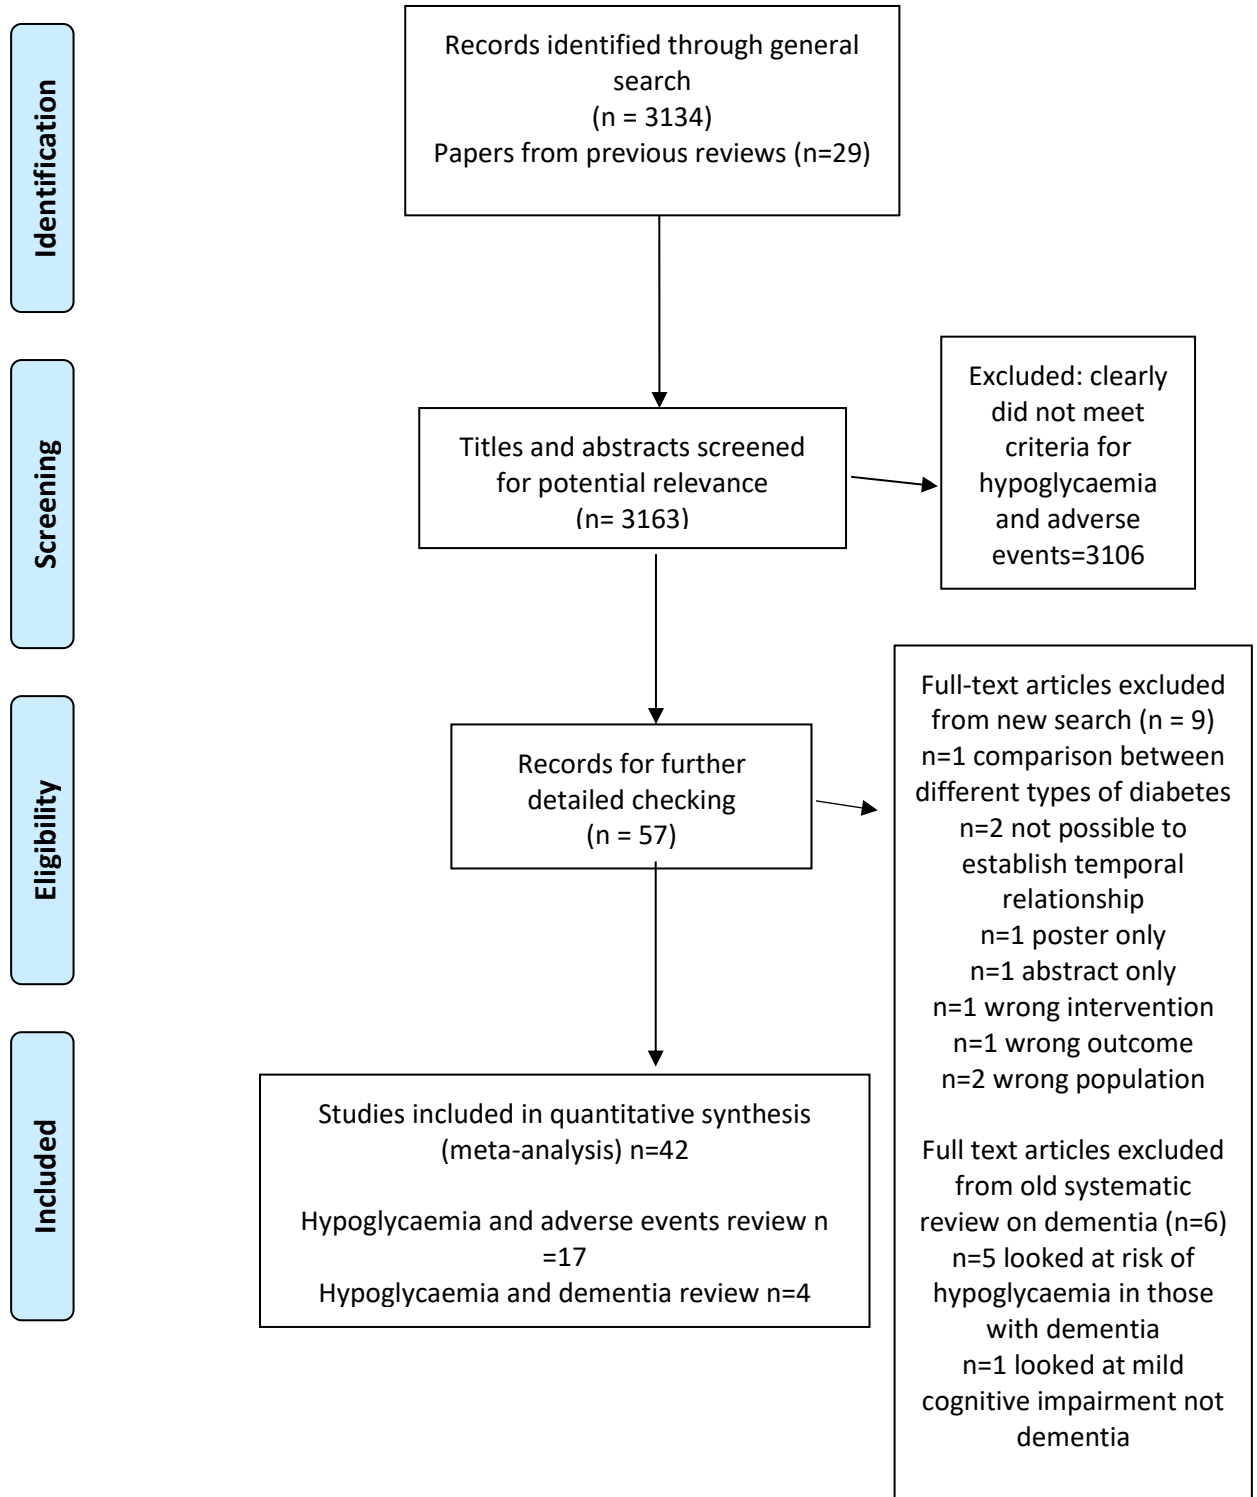 Identification
Records identified through general
search
(n = 3134)
Papers from previous reviews (n=29)
Screening
Titles and abstracts screened
for potential relevance
(n= 3163)
Excluded: clearly
did not meet
criteria for
hypoglycaemia
and adverse
events=3106
Eligibility
Records for further
detailed checking
(n = 57)
Full-text articles excluded
from new search (n = 9)
n=1 comparison between
different types of diabetes
n=2 not possible to
establish temporal
relationship
n=1 poster only
n=1 abstract only
n=1 wrong intervention
n=1 wrong outcome
n=2 wrong population
Full text articles excluded
from old systematic
review on dementia (n=6)
n=5 looked at risk of
hypoglycaemia in those
with dementia
n=1 looked at mild
cognitive impairment not
dementia
Included
Studies included in quantitative synthesis
(meta-analysis) n=42
Hypoglycaemia and adverse events review n
=17
Hypoglycaemia and dementia review n=4